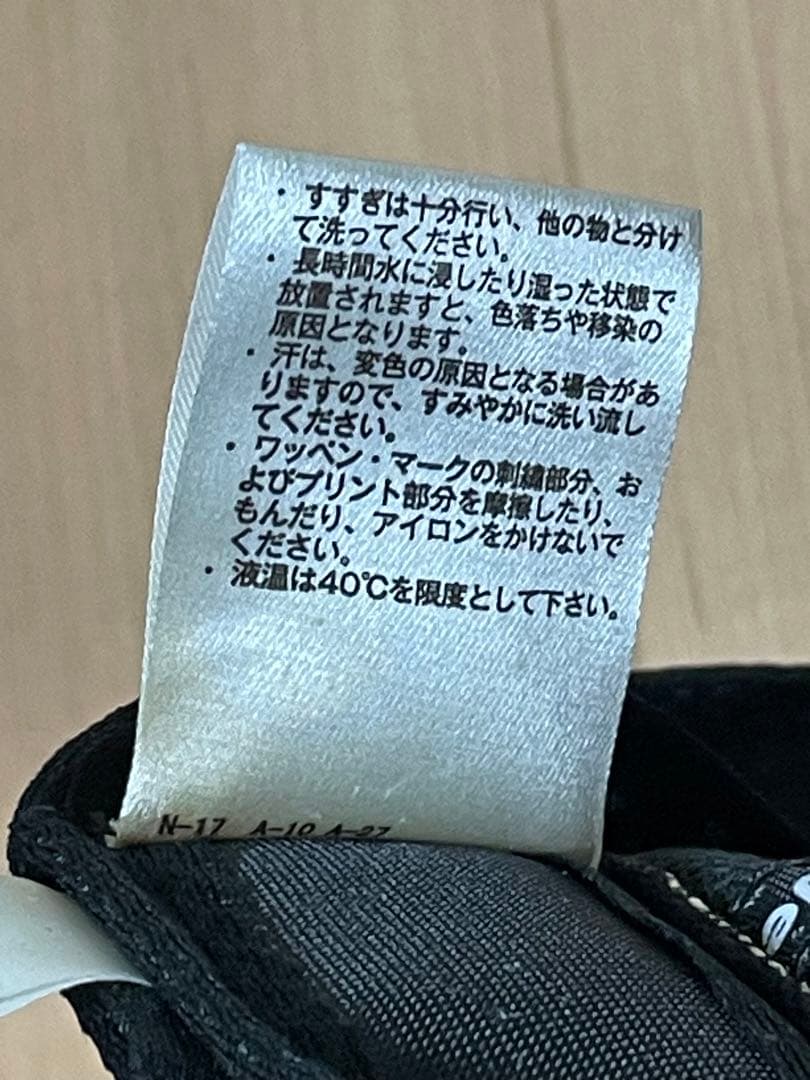 ・ すすぎは十分行い、他の物と分け
て洗ってください。
・ 長時間水に浸したり湿った状態で
放置されますと、色落ちや移染の
原因となります。
・ 汗は、変色の原因となる場合があ
りますので、すみやかに洗い流し
てください。
・ ワッペン・マークの刺繍部分、お
よびプリント部分を摩擦したり、
もんだり、アイロンをかけないで
ください。
・ 液温は40℃を限度として下さい。
N-17 A-19 A-27